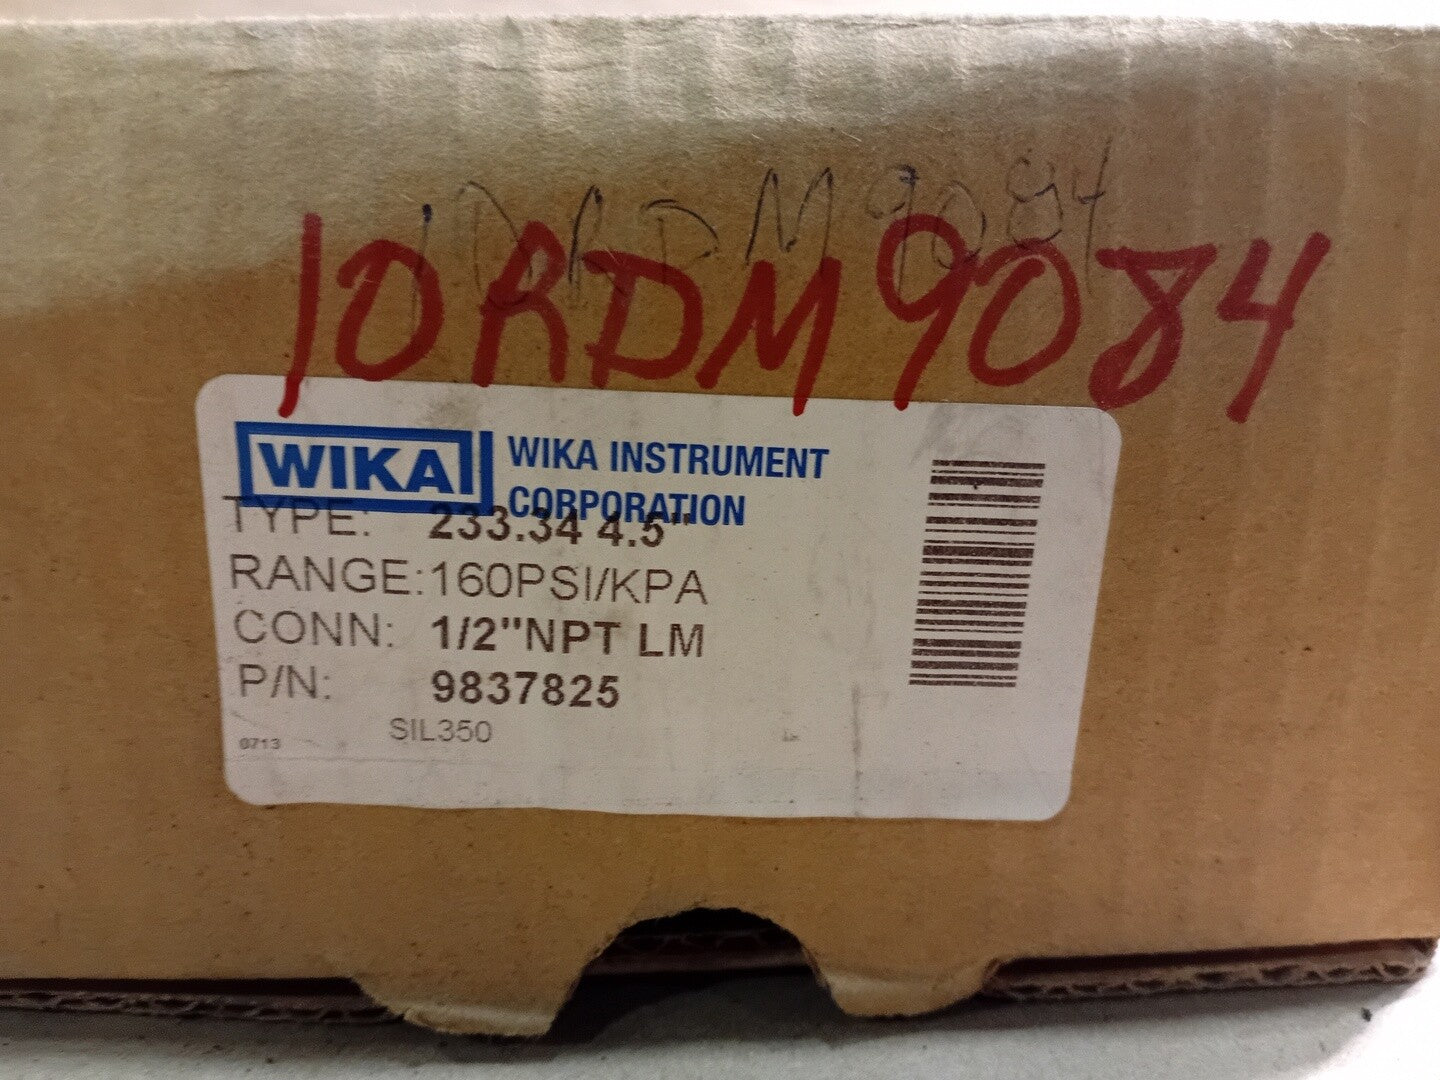 10RDM9084
10RDM9084
WIKA
WIKA INSTRUMENT
CORPORATION
TYPE: 233.34 4.5"
RANGE:160PSI/KPA
CONN: 1/2"NPT LM
P/N: 9837825
SIL350
0713